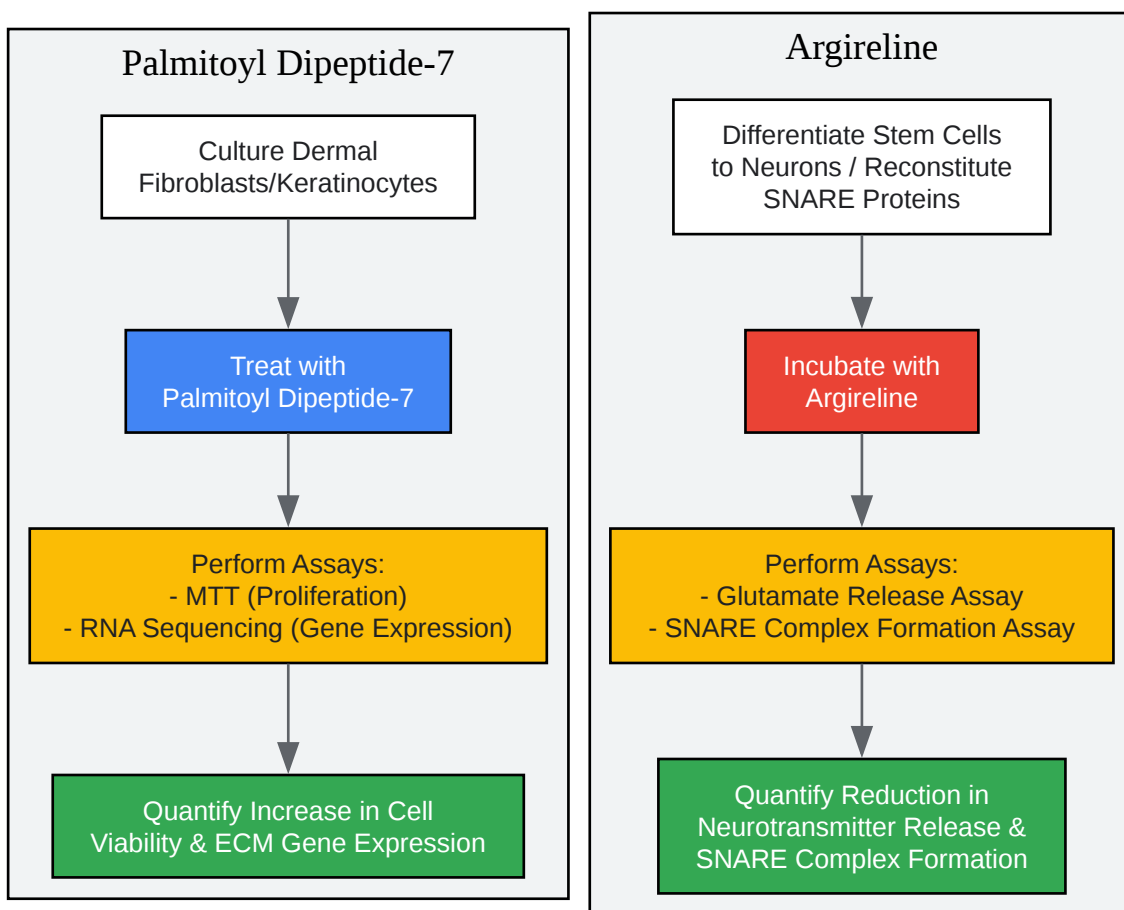 Palmitoyl Dipeptide-7
Culture Dermal
Fibroblasts/Keratinocytes
Treat with
Palmitoyl Dipeptide-7
Perform Assays:
- MTT (Proliferation)
- RNA Sequencing (Gene Expression)
Quantify Increase in Cell
Viability & ECM Gene Expression
Argireline
Differentiate Stem Cells
to Neurons / Reconstitute
SNARE Proteins
Incubate with
Argireline
Perform Assays:
- Glutamate Release Assay
- SNARE Complex Formation Assay
Quantify Reduction in
Neurotransmitter Release &
SNARE Complex Formation